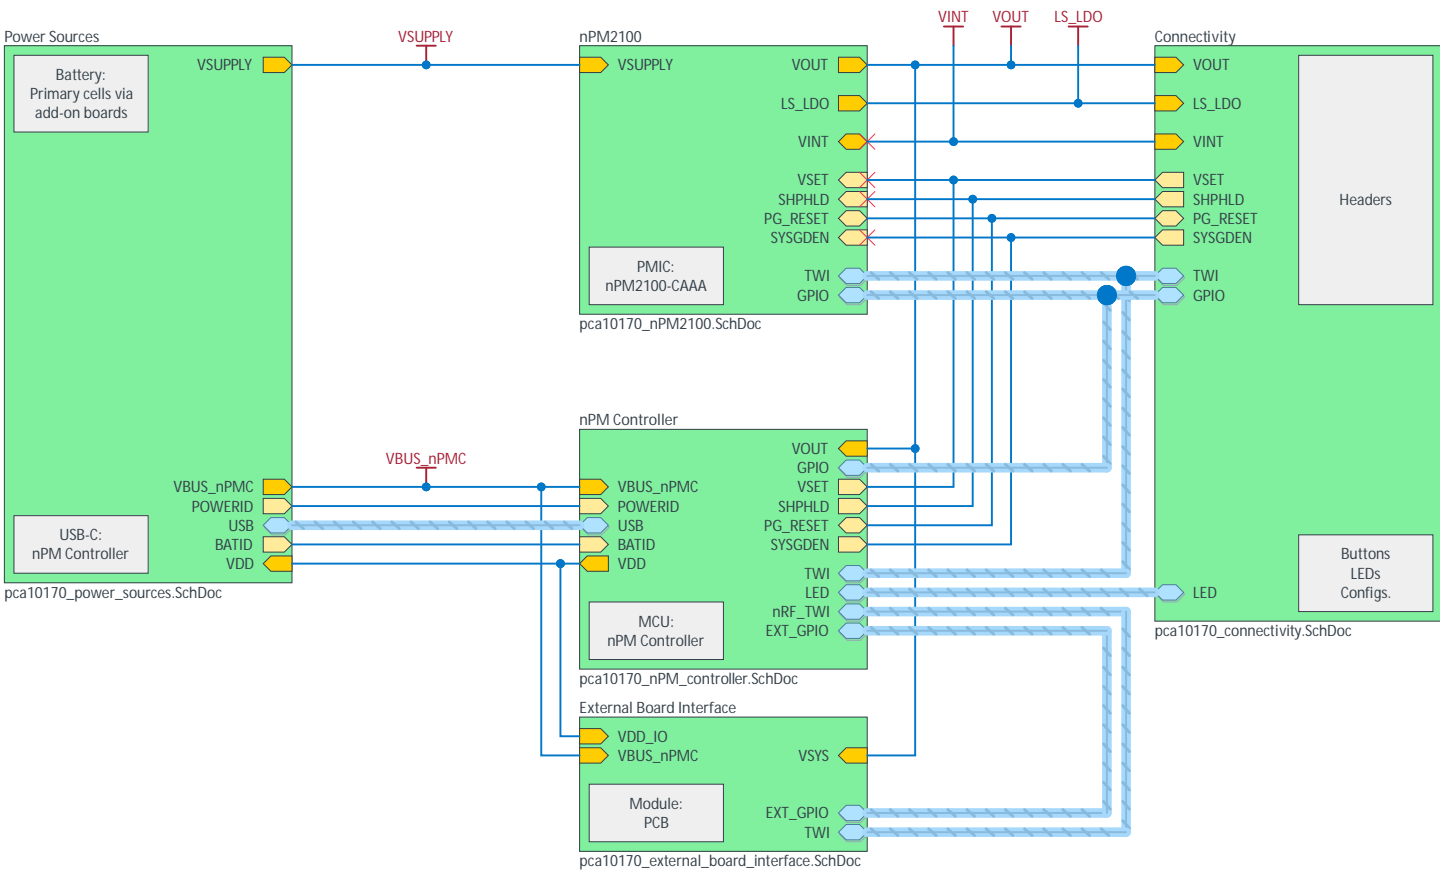 VINT
VOUT
LS_LDO
VSUPPLY
Power Sources
Battery:
Primary cells via
add-on boards
VSUPPLY
VBUS_nPMC
VBUS_nPMC
POWERID
USB
BATID
VDD
USB-C:
nPM Controller
pca10170_power_sources.SchDoc
nPM2100
VSUPPLY
VOUT
LS_LDO
VINT
VSET
SHPHLD
PG_RESET
SYSGDEN
TWI
GPIO
PMIC:
nPM2100-CAAA
pca10170_nPM2100.SchDoc
Connectivity
VOUT
LS_LDO
VINT
VSET
SHPHLD
PG_RESET
SYSGDEN
TWI
GPIO
Headers
LED
Buttons
LEDs
Configs.
pca10170_connectivity.SchDoc
nPM Controller
VBUS_nPMC
POWERID
USB
BATID
VDD
VOUT
GPIO
VSET
SHPHLD
PG_RESET
SYSGDEN
TWI
LED
nRF_TWI
EXT_GPIO
MCU:
nPM Controller
pca10170_nPM_controller.SchDoc
External Board Interface
VDD_IO
VBUS_nPMC
VSYS
EXT_GPIO
TWI
Module:
PCB
pca10170_external_board_interface.SchDoc